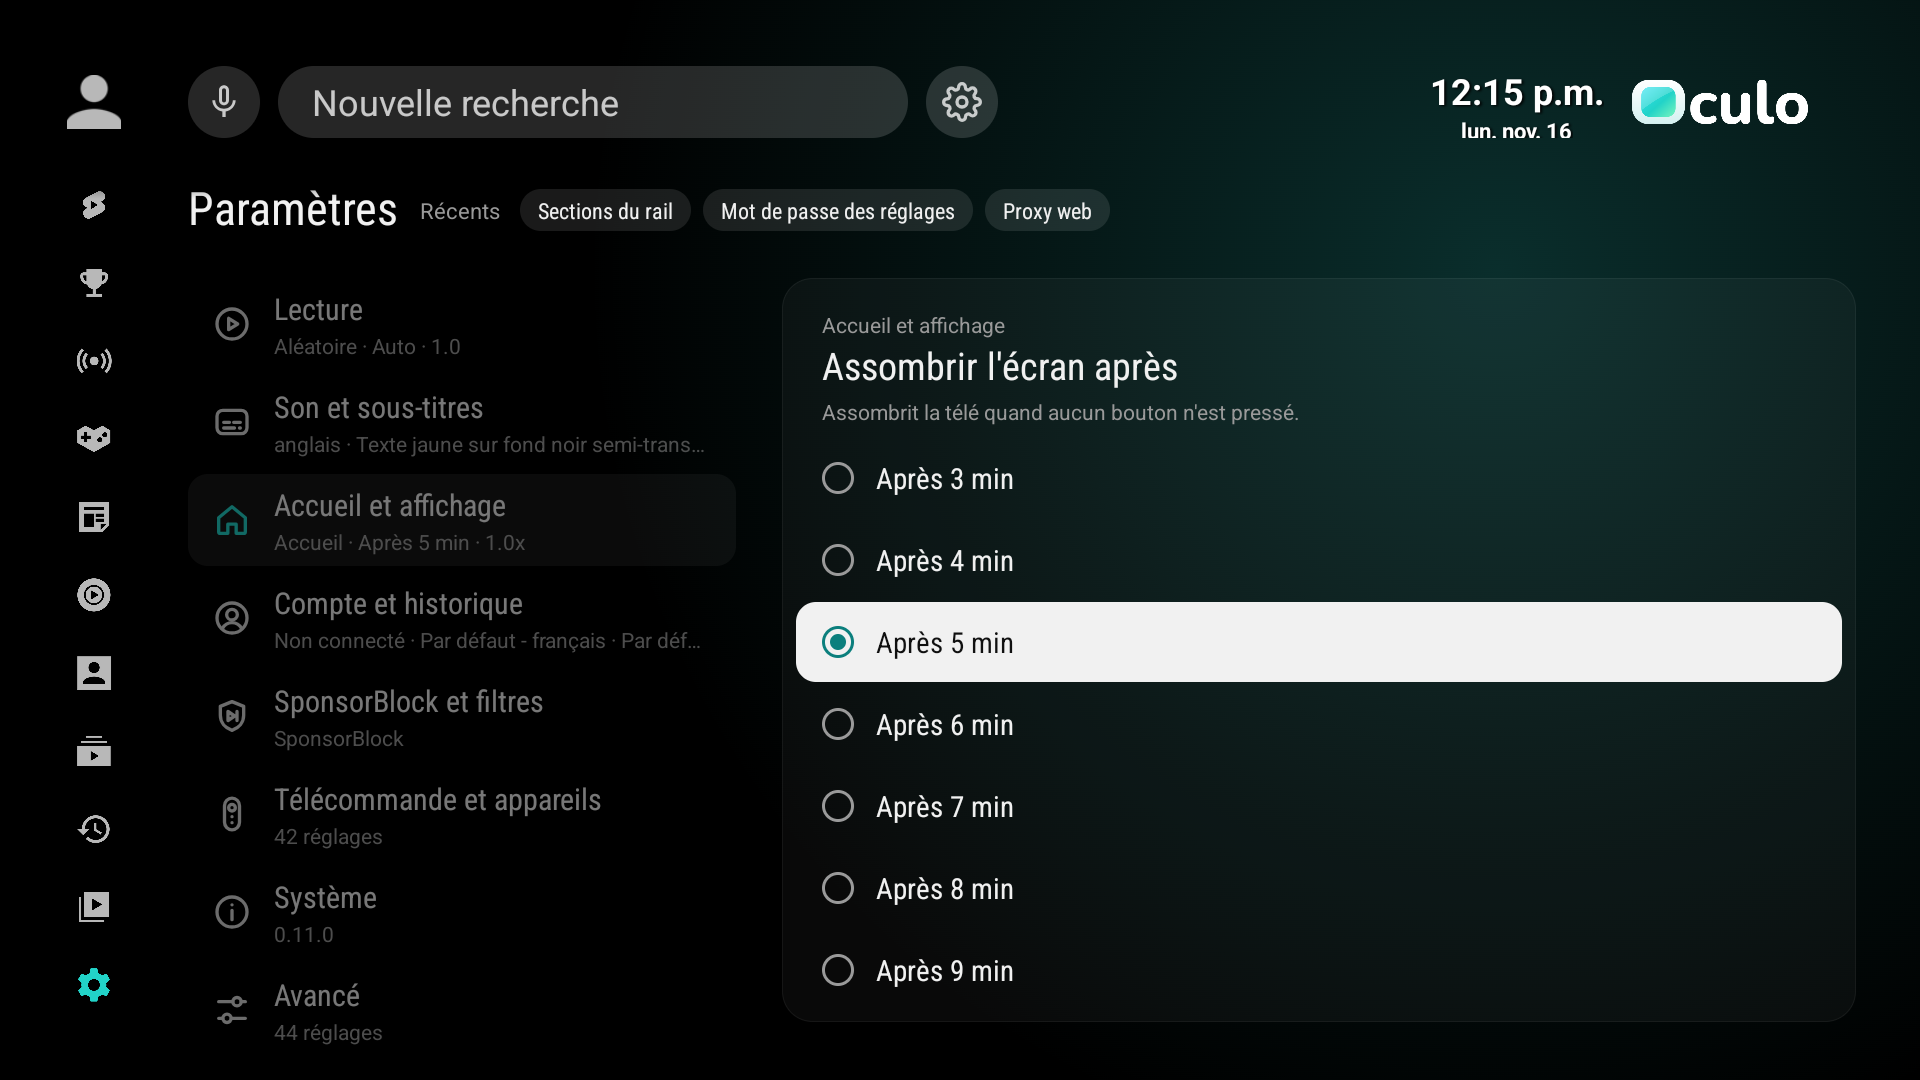 Nouvelle recherche
12:15 p.m.
lun. nov. 16
Oculo
Paramètres
Récents
Sections du rail
Mot de passe des réglages
Proxy web
Lecture
Aléatoire · Auto · 1.0
Son et sous-titres
anglais · Texte jaune sur fond noir semi-trans...
Accueil et affichage
Accueil · Après 5 min · 1.0x
Compte et historique
Non connecté · Par défaut - français · Par déf...
SponsorBlock et filtres
SponsorBlock
Télécommande et appareils
42 réglages
Système
0.11.0
Avancé
44 réglages
Accueil et affichage
Assombrir l'écran après
Assombrit la télé quand aucun bouton n'est pressé.
Après 3 min
Après 4 min
Après 5 min
Après 6 min
Après 7 min
Après 8 min
Après 9 min